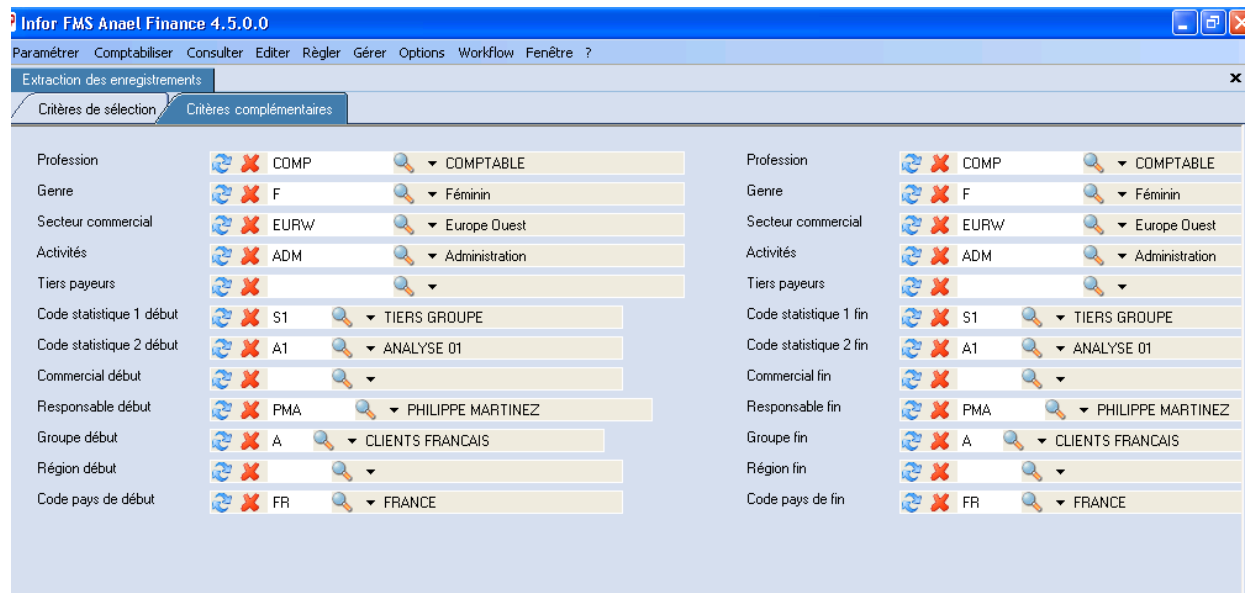 Infor FMS Anael Finance 4.5.0.0
Paramétrer Comptabiliser Consulter Editer Règler Gérer Options Workflow Fenêtre ?
Extraction des enregistrements
Critères de sélection Critères complémentaires
Profession COMP COMPTABLE Profession COMP COMPTABLE
Genre F Féminin Genre F Féminin
Secteur commercial EURW Europe Ouest Secteur commercial EURW Europe Ouest
Activités ADM Administration Activités ADM Administration
Tiers payeurs Tiers payeurs
Code statistique 1 début S1 TIERS GROUPE Code statistique 1 fin S1 TIERS GROUPE
Code statistique 2 début A1 ANALYSE 01 Code statistique 2 fin A1 ANALYSE 01
Commercial début Commercial fin
Responsable début PMA PHILIPPE MARTINEZ Responsable fin PMA PHILIPPE MARTINEZ
Groupe début A CLIENTS FRANCAIS Groupe fin A CLIENTS FRANCAIS
Région début Région fin
Code pays de début FR FRANCE Code pays de fin FR FRANCE